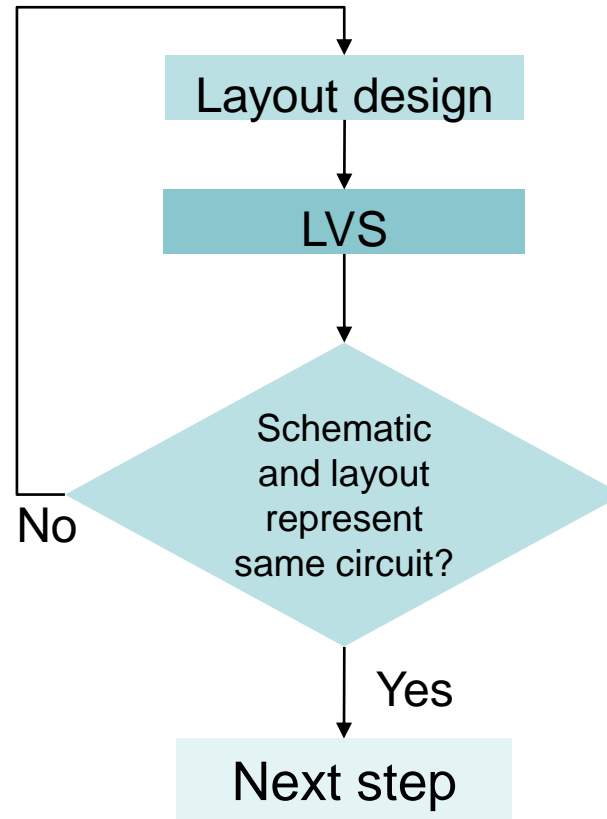 Layout design
LVS
Schematic
and layout
represent
same circuit?
No
Yes
Next step